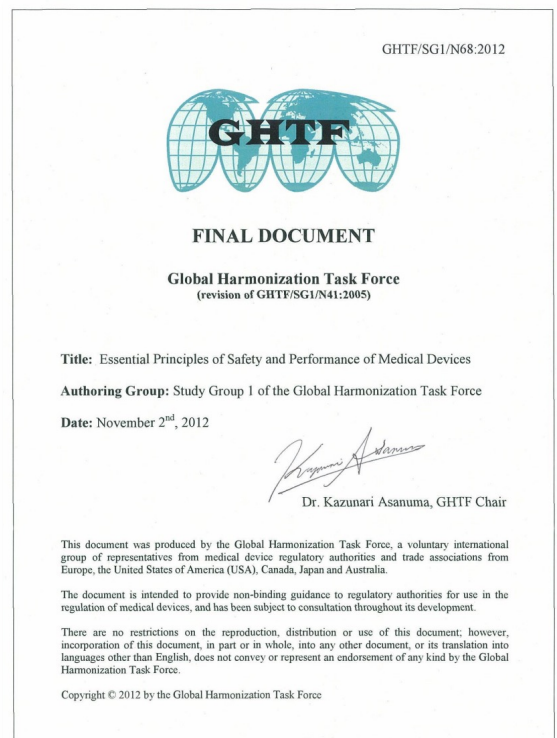 GHTF/SG1/N68:2012
GHTF
FINAL DOCUMENT
Global Harmonization Task Force
(revision of GHTF/SG1/N41:2005)
Title: Essential Principles of Safety and Performance of Medical Devices
Authoring Group: Study Group 1 of the Global Harmonization Task Force
Date: November 2nd, 2012
Kazunari Asanuma
Dr. Kazunari Asanuma, GHTF Chair
This document was produced by the Global Harmonization Task Force, a voluntary international
group of representatives from medical device regulatory authorities and trade associations from
Europe, the United States of America (USA), Canada, Japan and Australia.
The document is intended to provide non-binding guidance to regulatory authorities for use in the
regulation of medical devices, and has been subject to consultation throughout its development.
There are no restrictions on the reproduction, distribution or use of this document; however,
incorporation of this document, in part or in whole, into any other document, or its translation into
languages other than English, does not convey or represent an endorsement of any kind by the Global
Harmonization Task Force.
Copyright © 2012 by the Global Harmonization Task Force